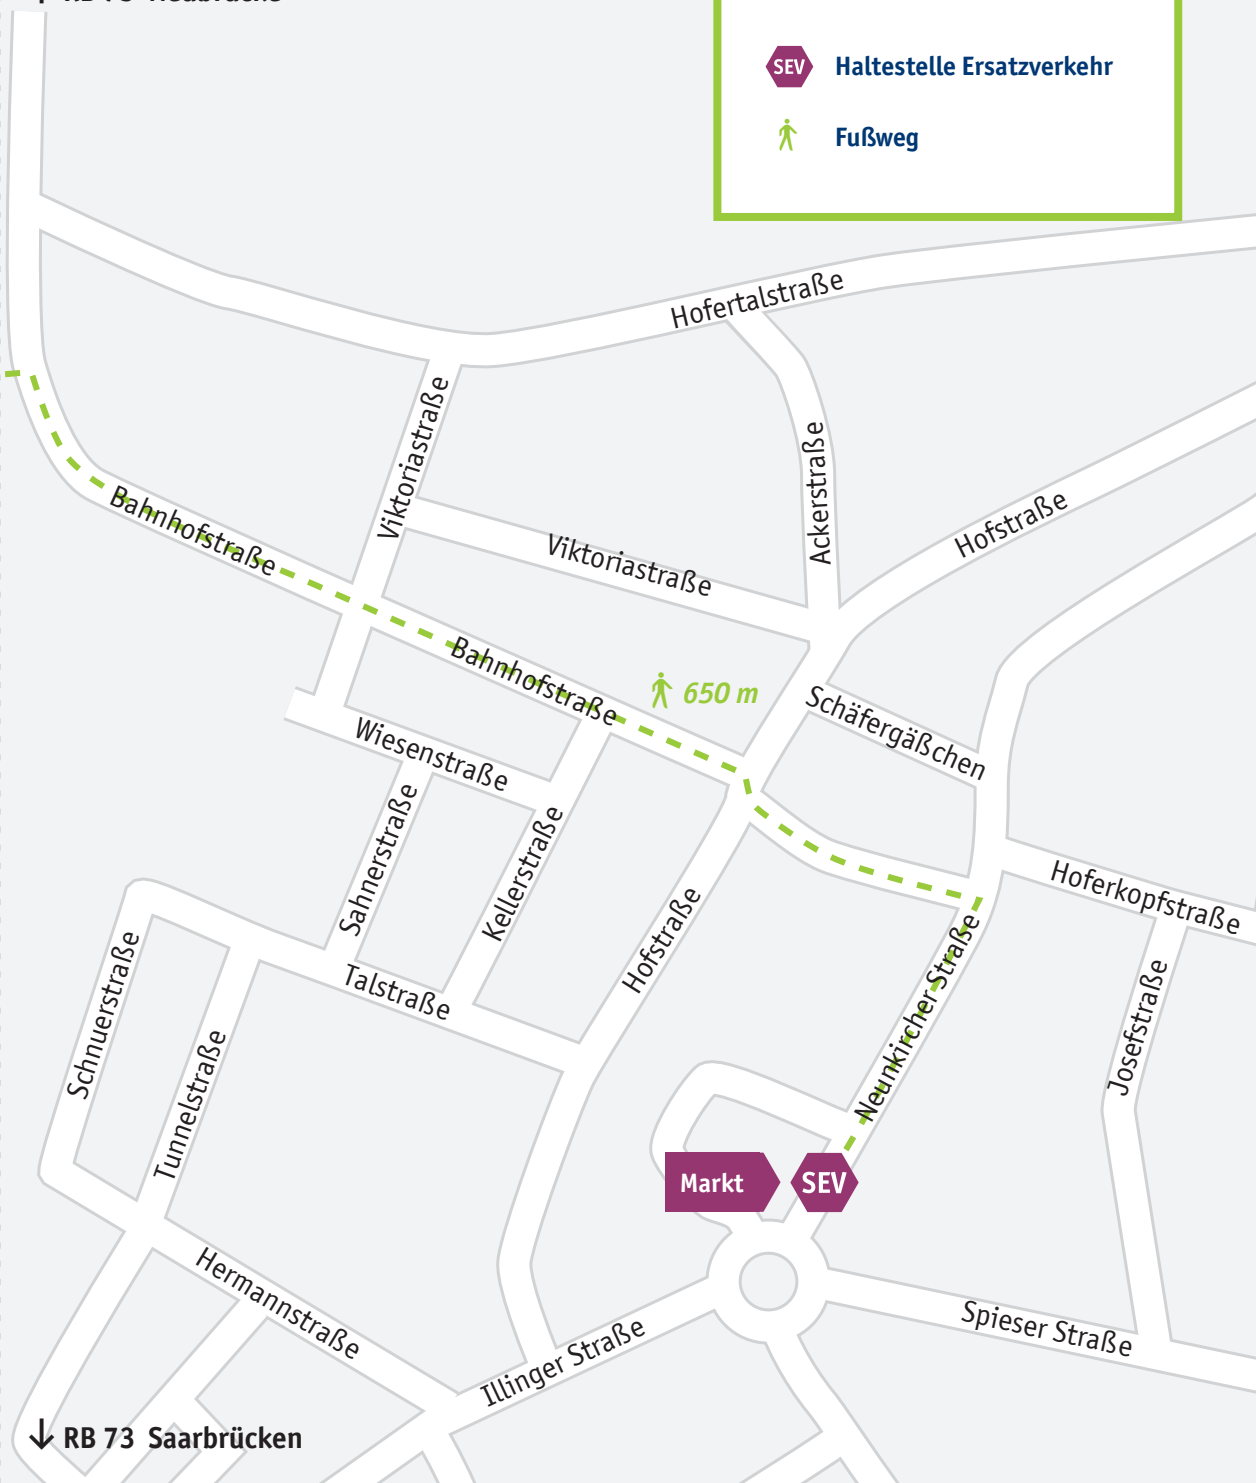 SEV Haltestelle Ersatzverkehr
Fußweg
Hofertalstraße
Viktoriastraße
Ackerstraße
Hofstraße
Bahnhofstraße
Viktoriastraße
Bahnhofstraße
650 m
Schäfergäßchen
Wiesenstraße
Sahnerstraße
Kellerstraße
Hoferkopfstraße
Hofstraße
Neunkircher Straße
Talstraße
Schnuerstraße
Josefstraße
Tunnelstraße
Markt SEV
Hermannstraße
Spieser Straße
Illinger Straße
↓ RB 73 Saarbrücken